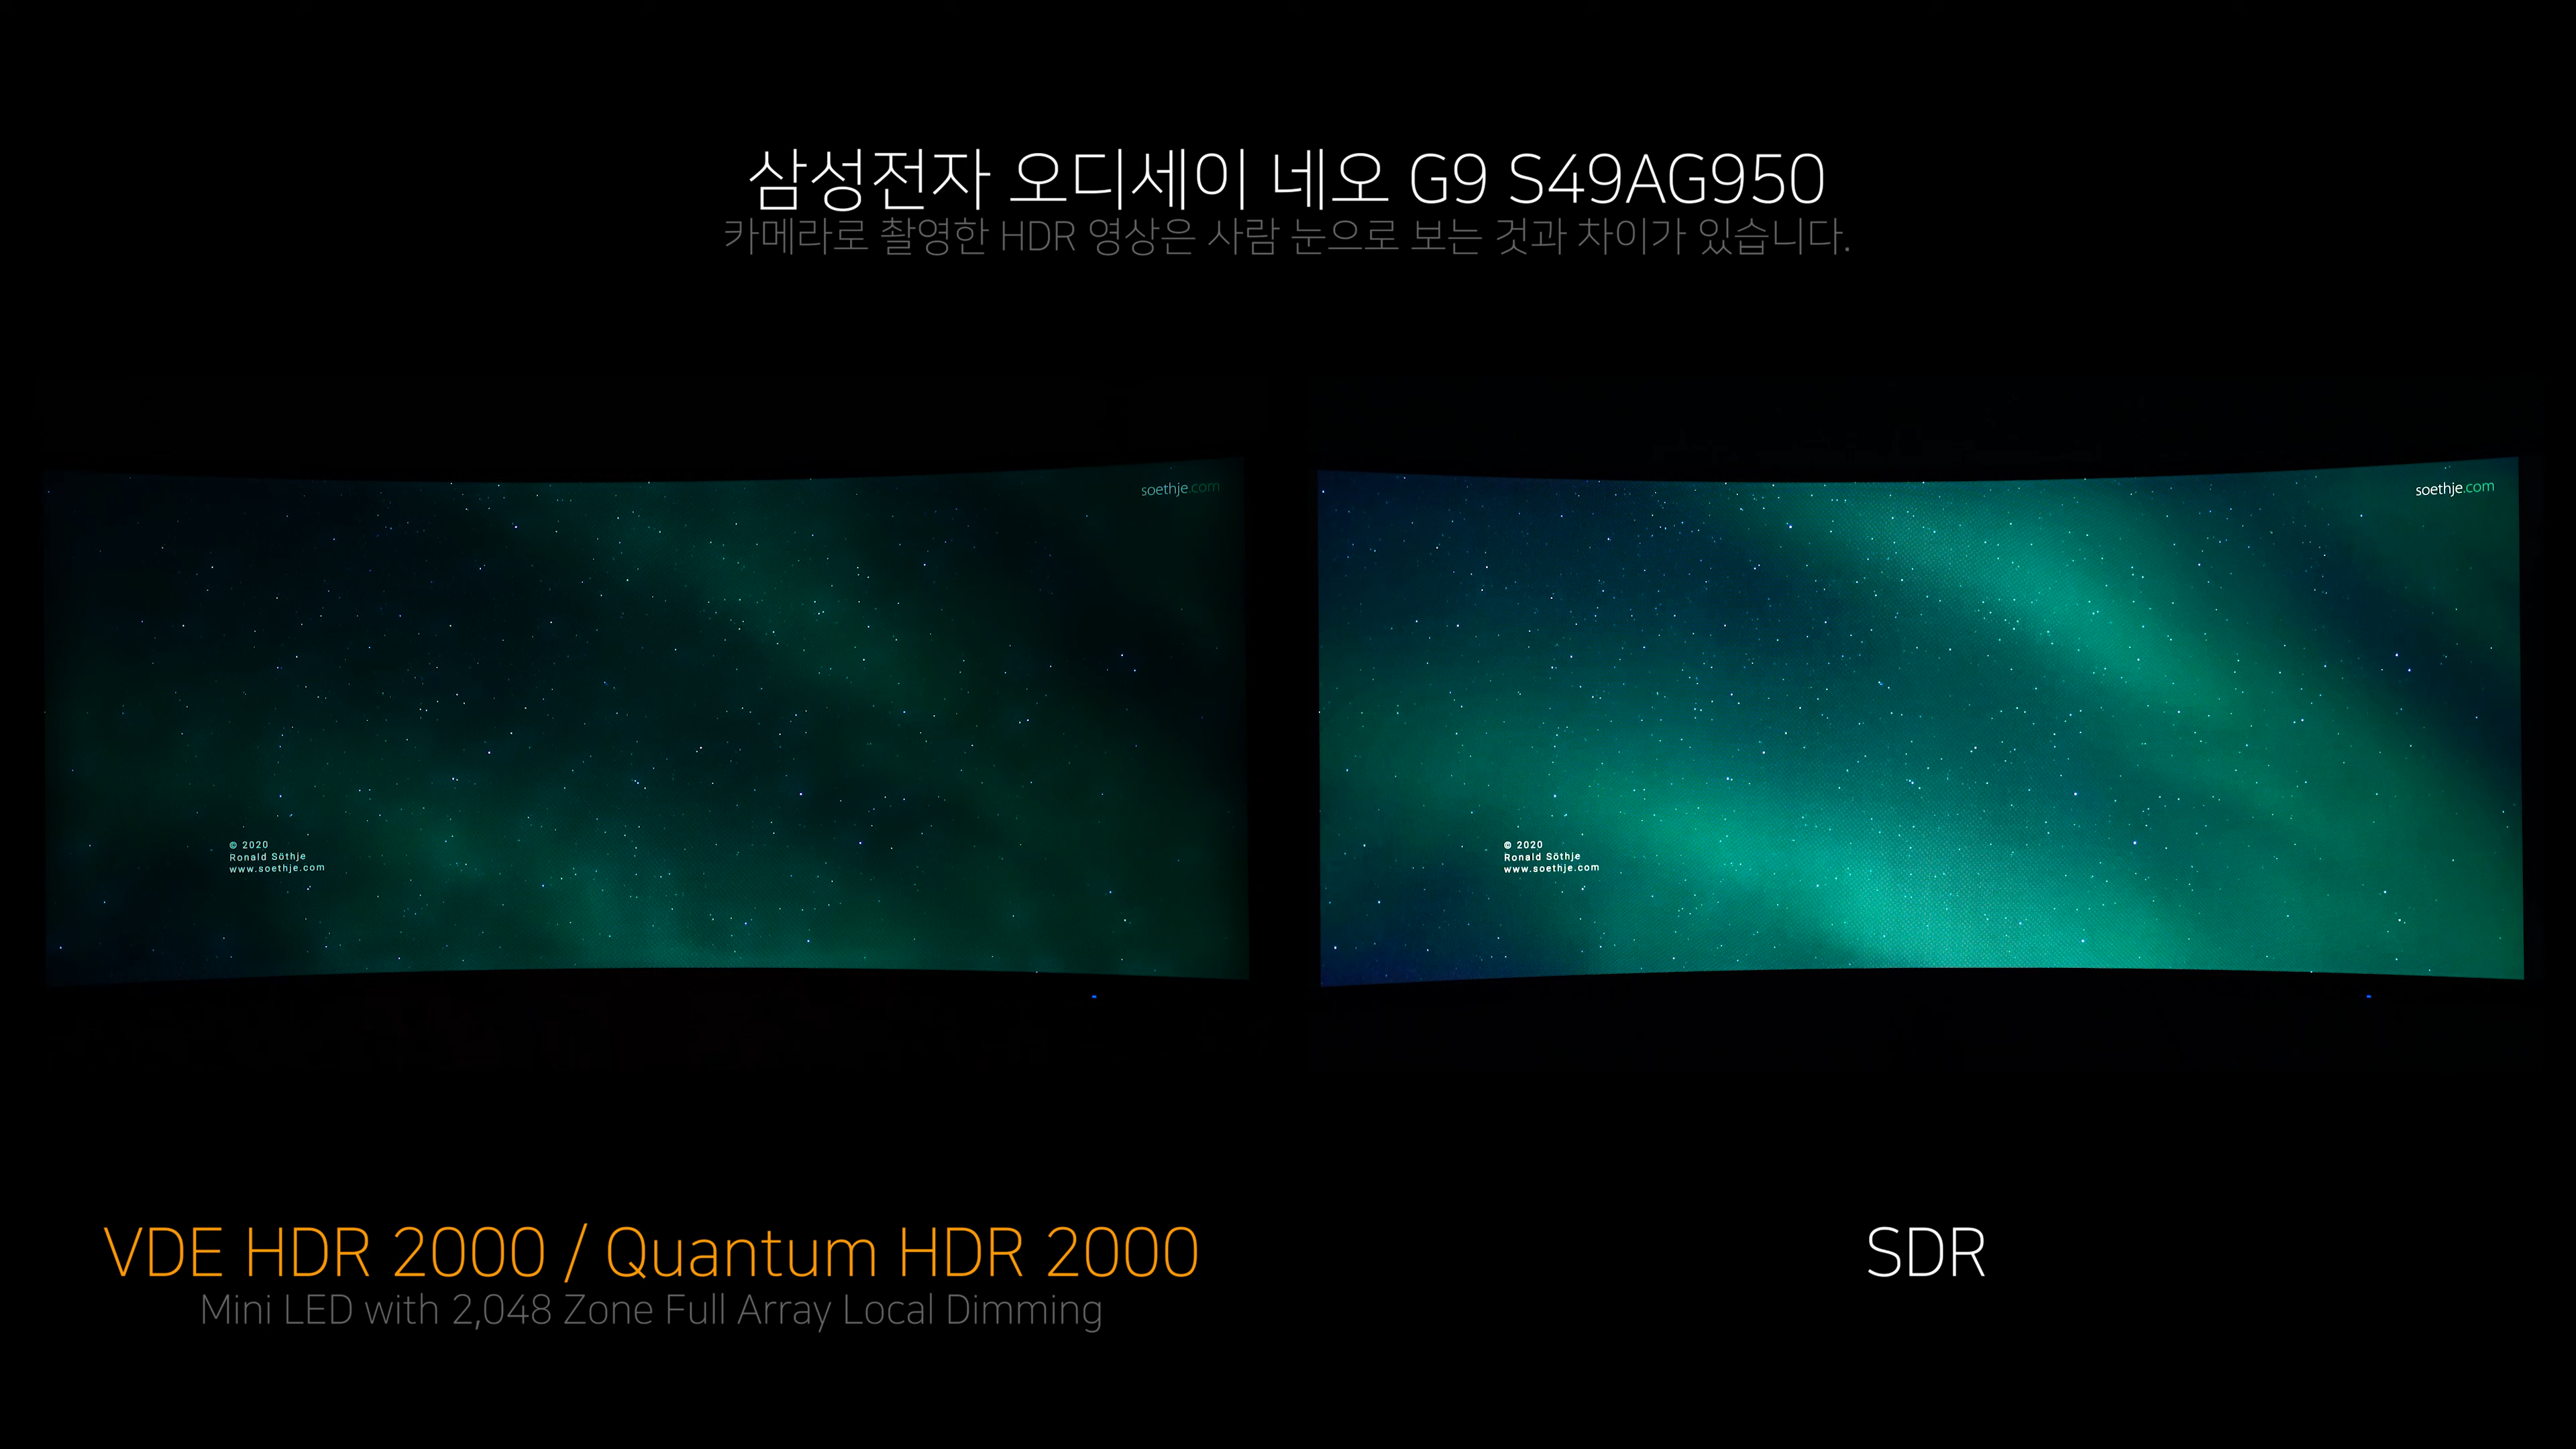 삼성전자 오디세이 네오 G9 S49AG950
카메라로 촬영한 HDR 영상은 사람 눈으로 보는 것과 차이가 있습니다.
soethje.com
© 2020
Ronald Söthje
www.soethje.com
soethje.com
© 2020
Ronald Söthje
www.soethje.com
VDE HDR 2000 / Quantum HDR 2000
Mini LED with 2,048 Zone Full Array Local Dimming
SDR